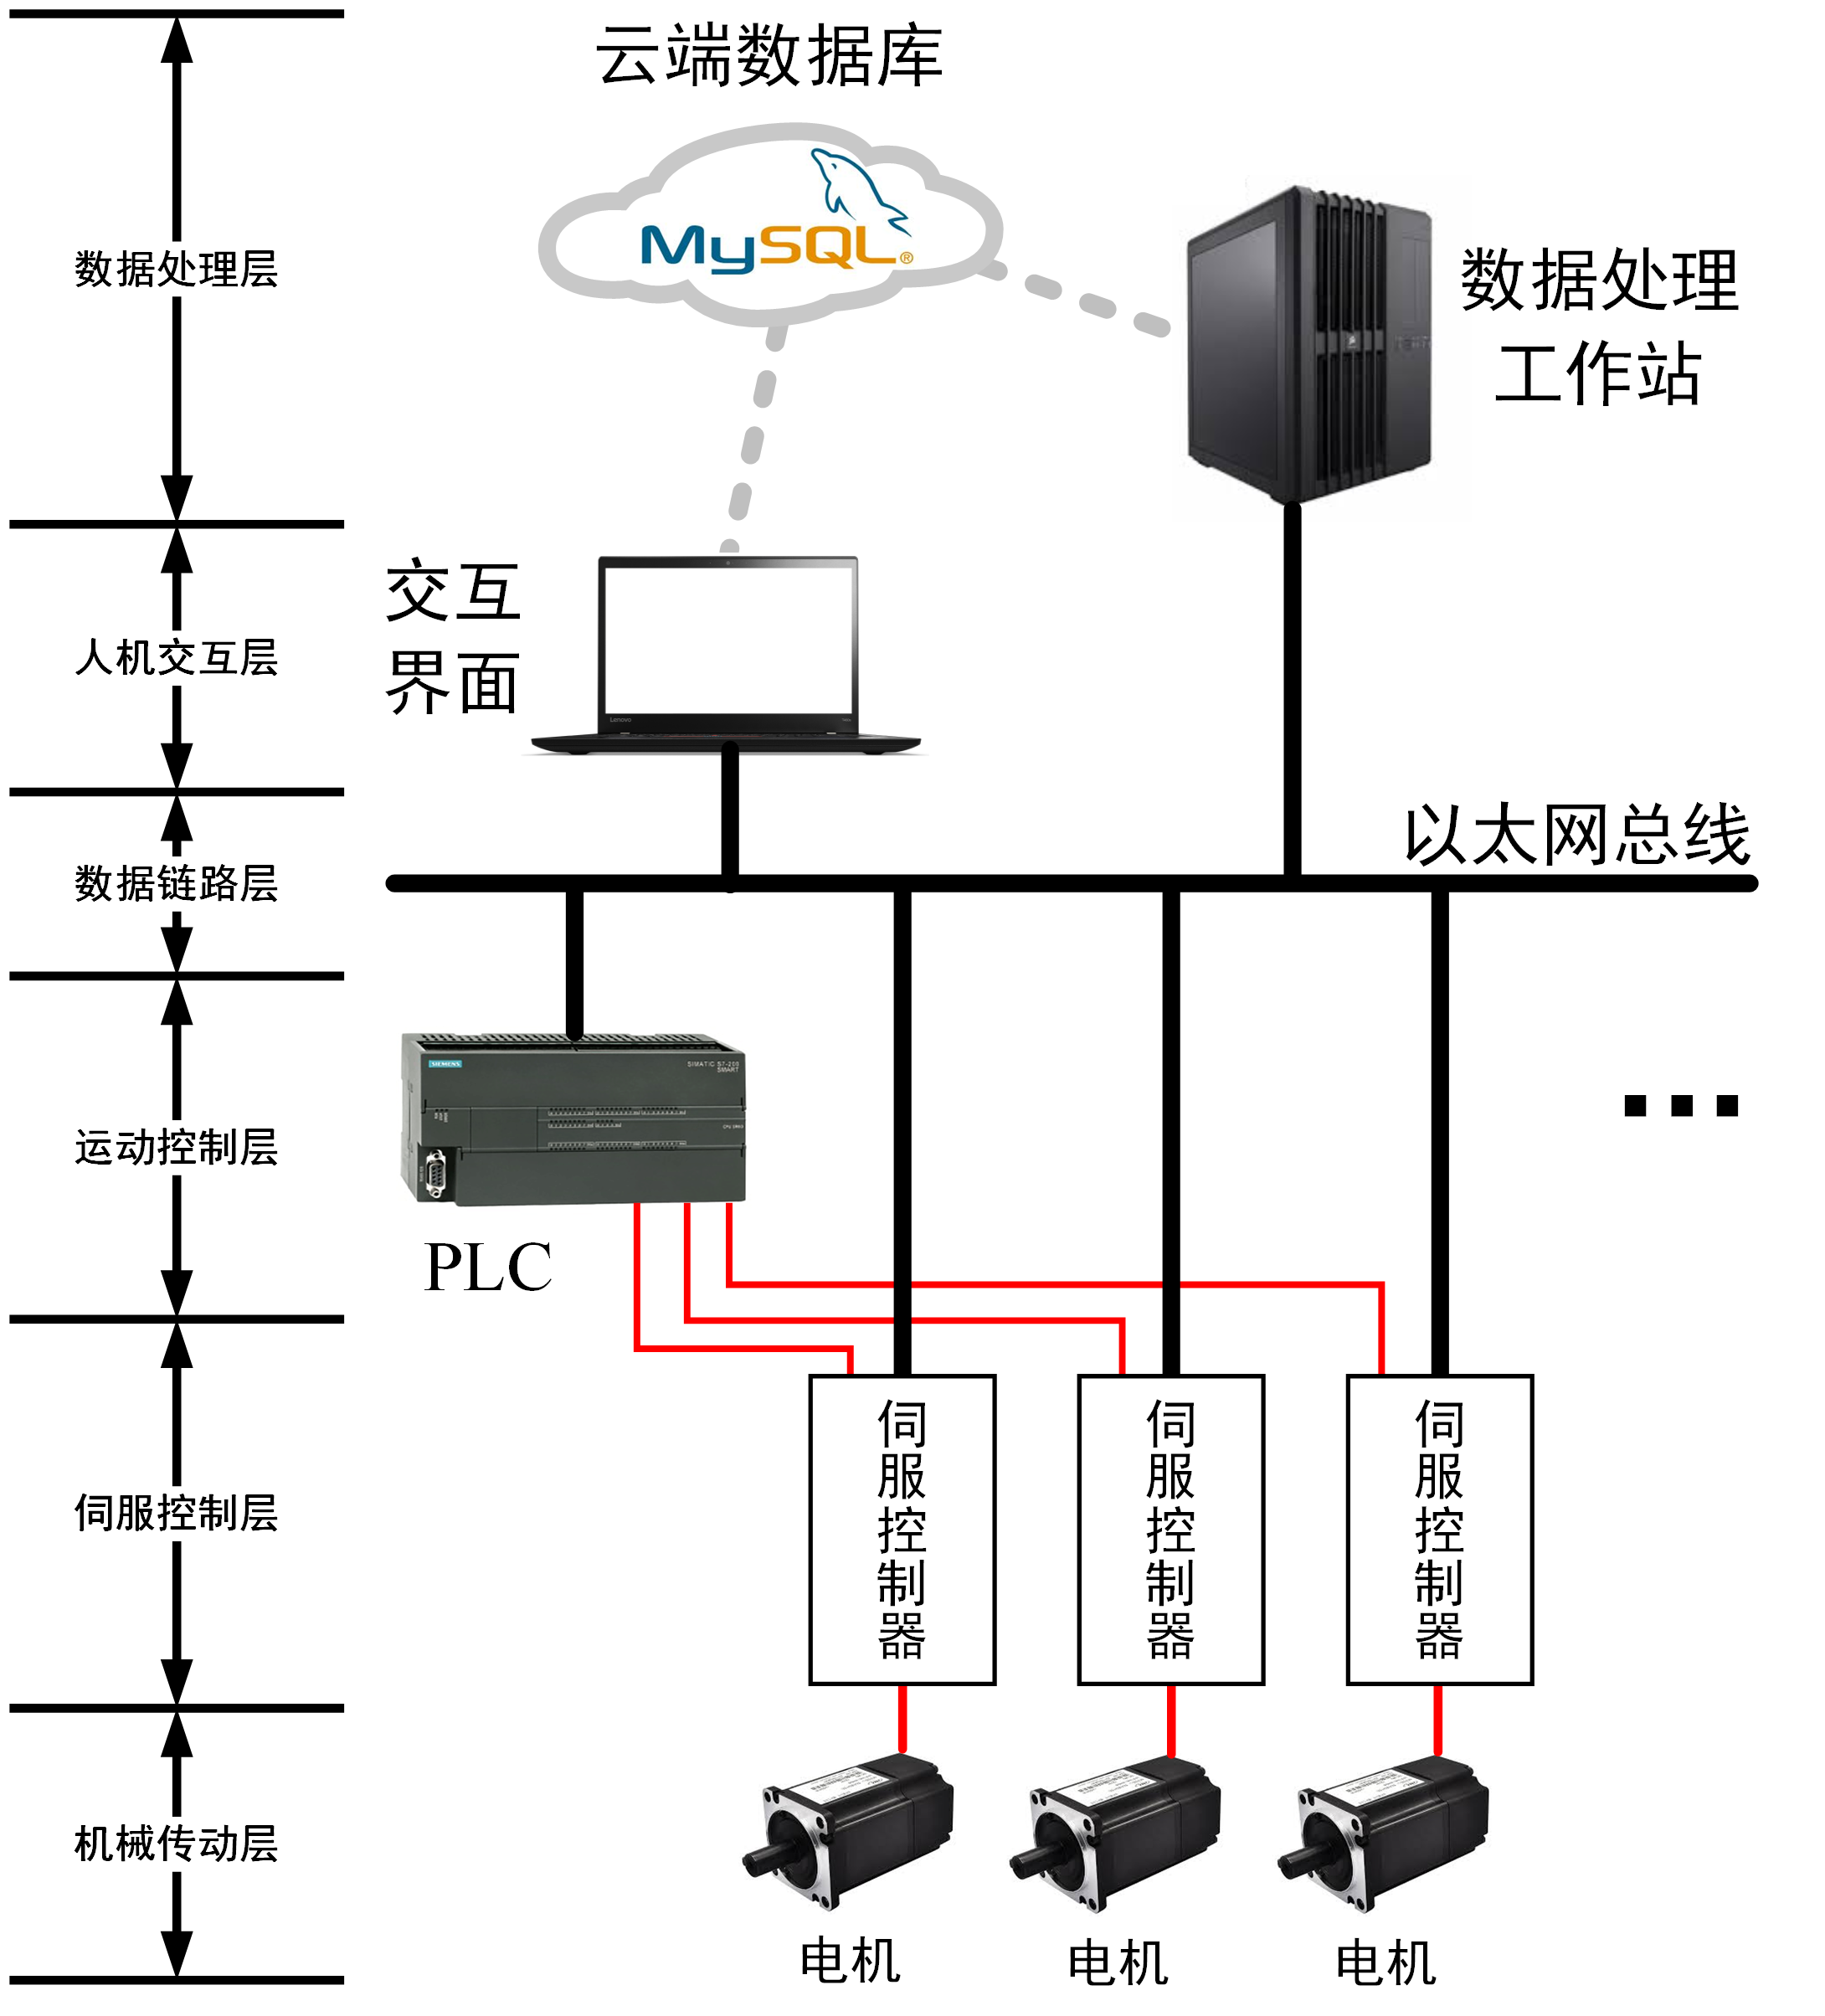 云端数据库
MySQL®
数据处理层
数据处理
工作站
交互
界面
人机交互层
Lenovo
以太网总线
数据链路层
SIEMENS
SIMATIC S7-200
SMART
运动控制层
PLC
伺服控制器
伺服控制器
伺服控制器
伺服控制层
机械传动层
电机
电机
电机